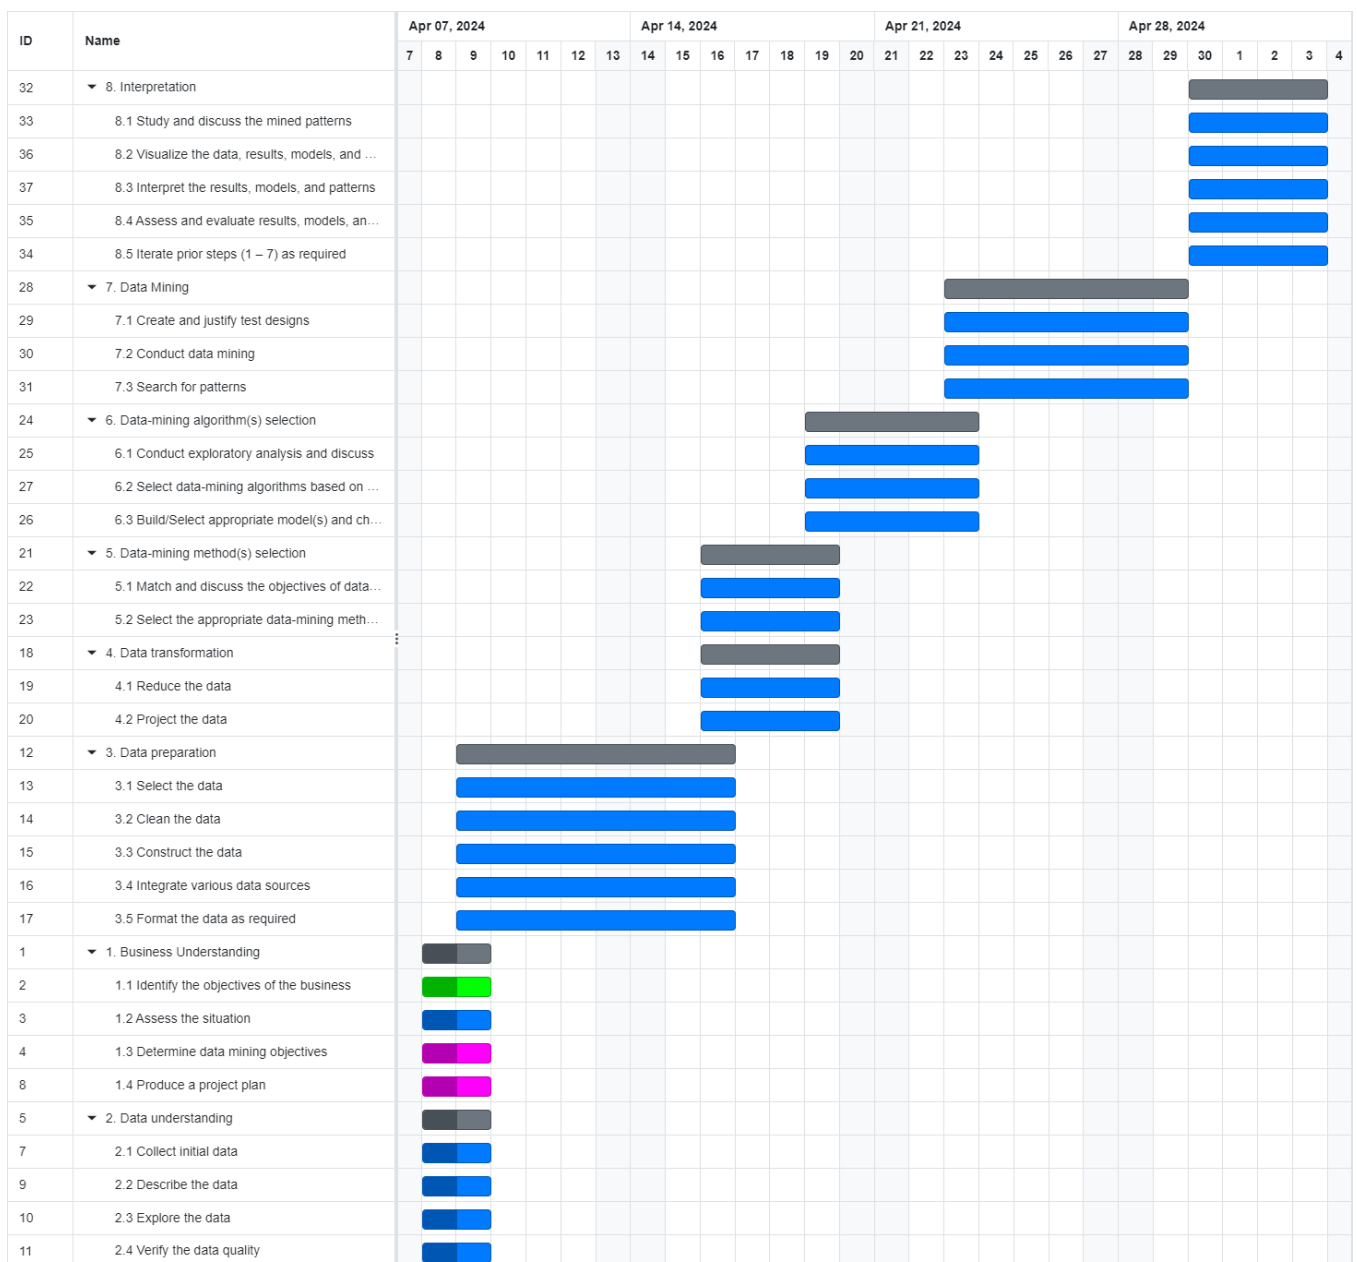 ID Name Apr 07, 2024 Apr 14, 2024 Apr 21, 2024 Apr 28, 2024
7 8 9 10 11 12 13 14 15 16 17 18 19 20 21 22 23 24 25 26 27 28 29 30 1 2 3 4
32 8. Interpretation
33 8.1 Study and discuss the mined patterns
36 8.2 Visualize the data, results, models, and ...
37 8.3 Interpret the results, models, and patterns
35 8.4 Assess and evaluate results, models, an...
34 8.5 Iterate prior steps (1 – 7) as required
28 7. Data Mining
29 7.1 Create and justify test designs
30 7.2 Conduct data mining
31 7.3 Search for patterns
24 6. Data-mining algorithm(s) selection
25 6.1 Conduct exploratory analysis and discuss
27 6.2 Select data-mining algorithms based on ...
26 6.3 Build/Select appropriate model(s) and ch...
21 5. Data-mining method(s) selection
22 5.1 Match and discuss the objectives of data...
23 5.2 Select the appropriate data-mining meth...
18 4. Data transformation
19 4.1 Reduce the data
20 4.2 Project the data
12 3. Data preparation
13 3.1 Select the data
14 3.2 Clean the data
15 3.3 Construct the data
16 3.4 Integrate various data sources
17 3.5 Format the data as required
1 1. Business Understanding
2 1.1 Identify the objectives of the business
3 1.2 Assess the situation
4 1.3 Determine data mining objectives
8 1.4 Produce a project plan
5 2. Data understanding
7 2.1 Collect initial data
9 2.2 Describe the data
10 2.3 Explore the data
11 2.4 Verify the data quality